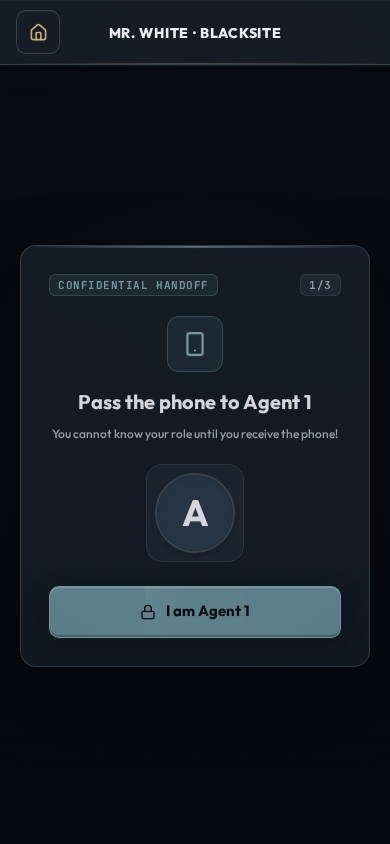 MR. WHITE · BLACKSITE
CONFIDENTIAL HANDOFF
1/3
Pass the phone to Agent 1
You cannot know your role until you receive the phone!
A
I am Agent 1